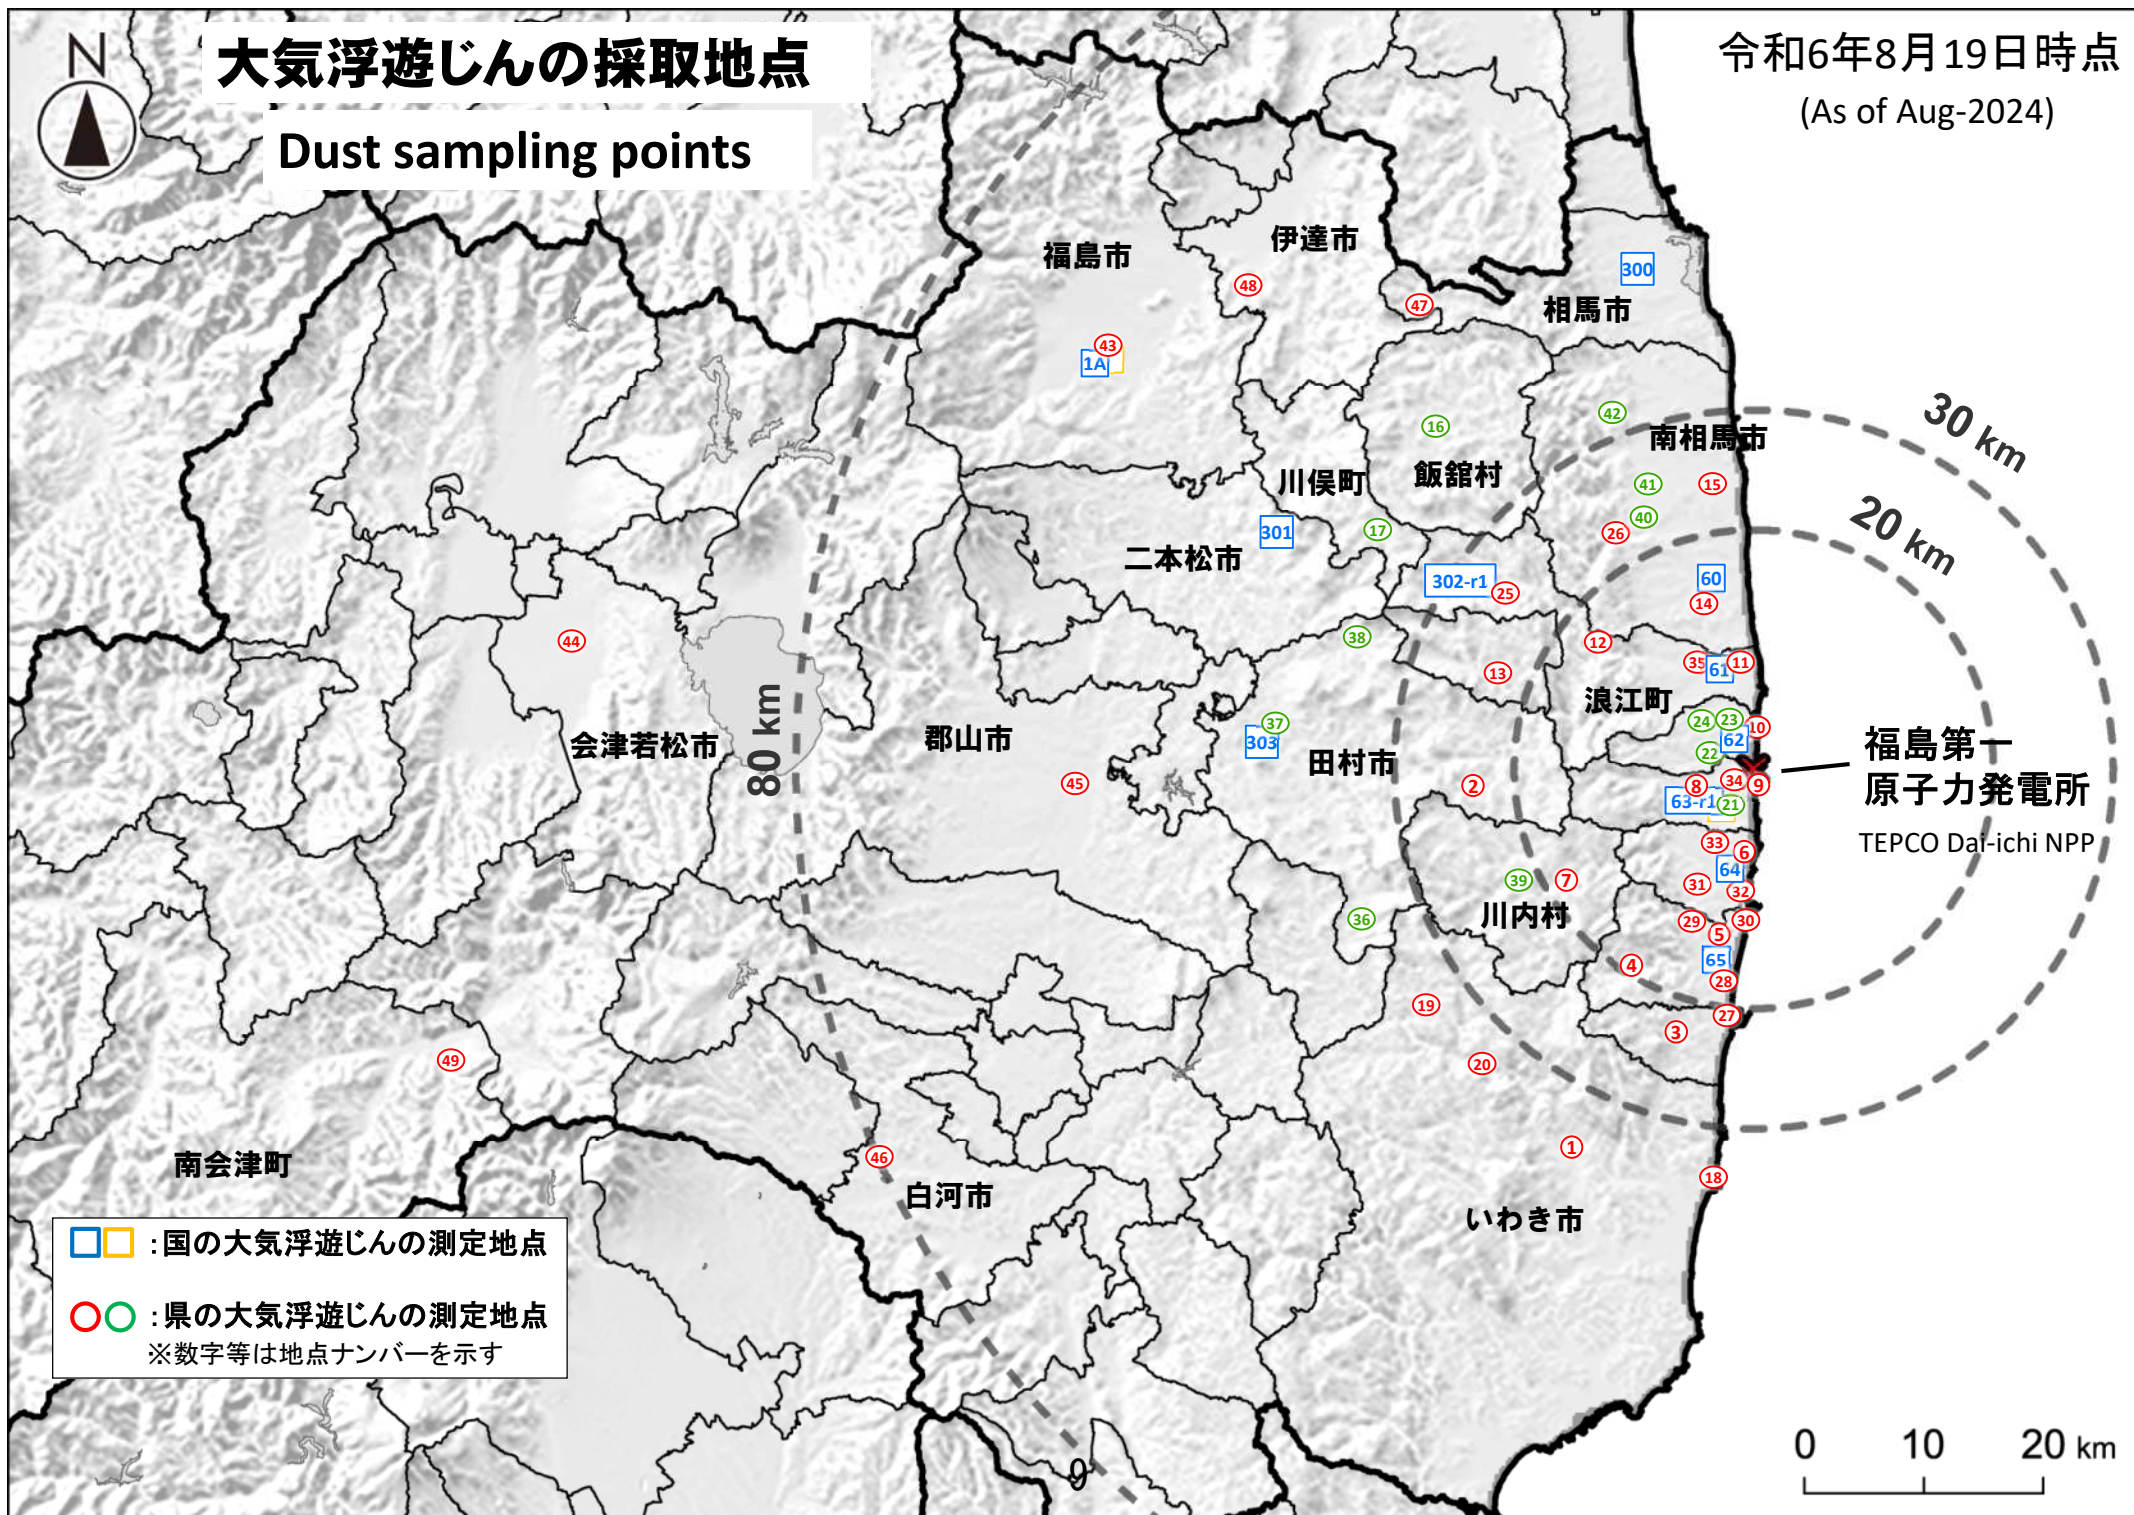 N
大気浮遊じんの採取地点
Dust sampling points
令和6年8月19日時点
(As of Aug-2024)
福島市
伊達市
相馬市
300
48
47
43
1A
42
南相馬市
30 km
16
飯舘村
川俣町
41
15
40
26
20 km
301
17
二本松市
302-r1
25
60
14
44
38
12
13
35
61
11
浪江町
24
23
10
62
22
会津若松市
80 km
郡山市
37
303
田村市
45
2
8
34
9
63-r1
21
福島第一
原子力発電所
TEPCO Dai-ichi NPP
33
6
64
31
32
39
7
川内村
36
29
30
5
65
4
28
19
27
3
20
49
1
46
18
南会津町
白河市
いわき市
:国の大気浮遊じんの測定地点
:県の大気浮遊じんの測定地点
※数字等は地点ナンバーを示す
9
0 10 20 km